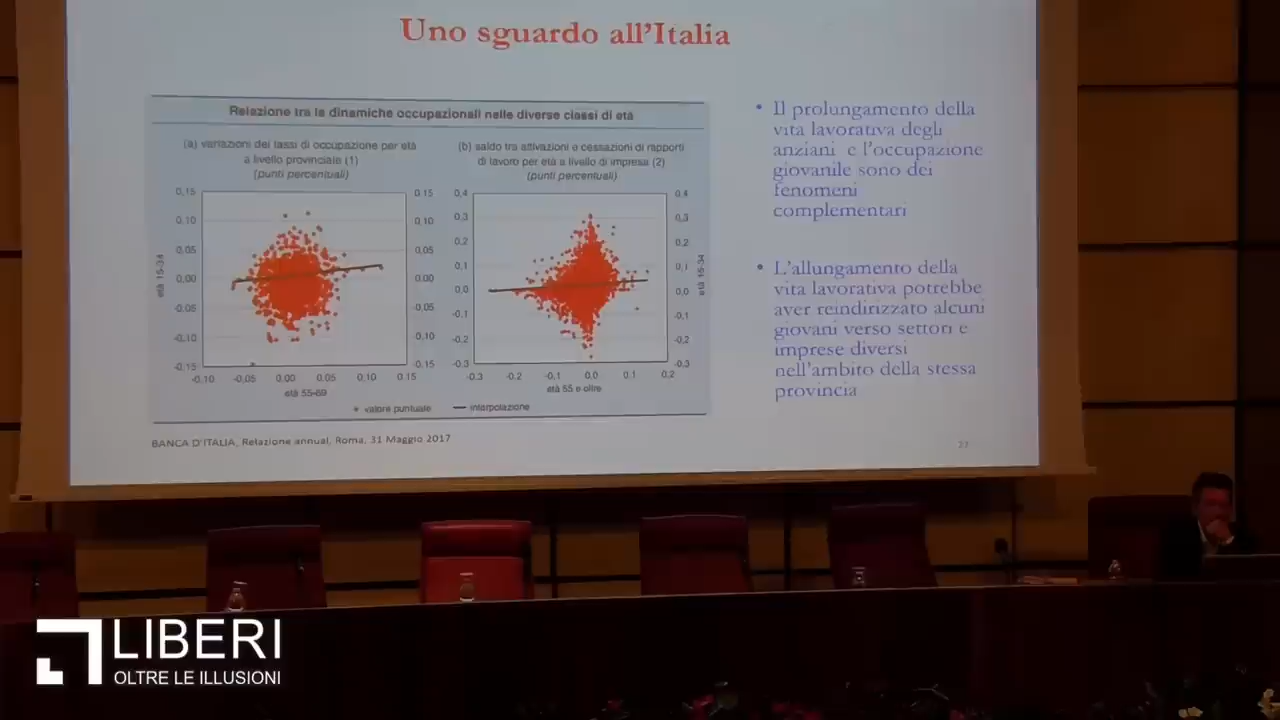 Uno sguardo all'Italia
Relazione tra le dinamiche occupazionali nelle diverse classi di età
(a) variazioni dei tassi di occupazione per età
a livello provinciale (1)
(punti percentuali)
(b) saldo tra attivazioni e cessazioni di rapporti
di lavoro per età a livello di impresa (2)
(punti percentuali)
0,15
0,10
0,05
0,00
-0,05
-0,10
-0,15
0,15
0,10
0,05
0,00
-0,05
0,10
0,15
-0,10 -0,05 0,00 0,05 0,10 0,15
età 15-34
età 55-69
0,4
0,3
0,2
0,1
0,0
-0,1
-0,2
-0,3
0,4
0,3
0,2
0,1
0,0
-0,1
-0,2
-0,3
-0,3 -0,2 -0,1 0,0 0,1 0,2
età 15-34
età 55 e oltre
valore puntuale interpolazione
BANCA D'ITALIA, Relazione annual, Roma, 31 Maggio 2017
• Il prolungamento della
vita lavorativa degli
anziani e l'occupazione
giovanile sono dei
fenomeni
complementari
• L'allungamento della
vita lavorativa potrebbe
aver reindirizzato alcuni
giovani verso settori e
imprese diversi
nell'ambito della stessa
provincia
LIBERI
OLTRE LE ILLUSIONI